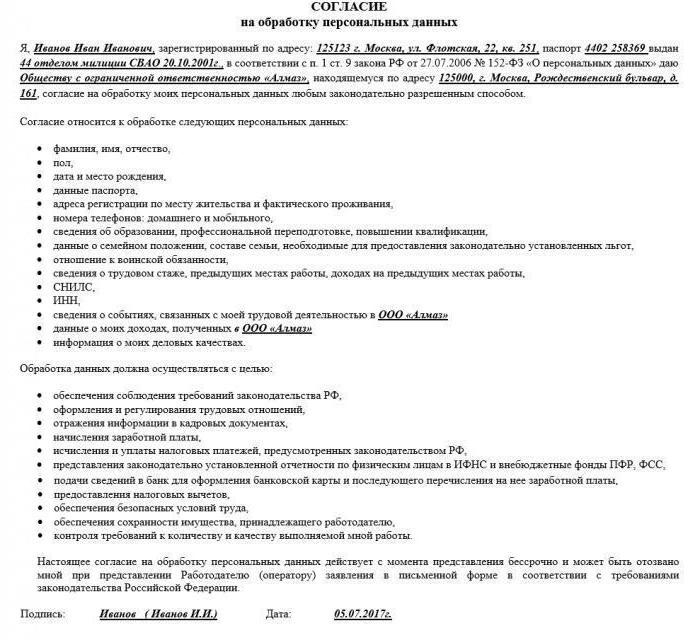 СОГЛАСИЕ
на обработку персональных данных
Я, Иванов Иван Иванович, зарегистрированный по адресу: 125123 г. Москва, ул. Флотская, 22, кв. 251, паспорт 4402 258369 выдан
44 отделом милиции СВАО 20.10.2001г., в соответствии с п. 1 ст. 9 закона РФ от 27.07.2006 № 152-ФЗ «О персональных данных» даю
Обществу с ограниченной ответственностью «Алмаз», находящемуся по адресу 125000, г. Москва, Рождественский бульвар, д.
161, согласие на обработку моих персональных данных любым законодательно разрешенным способом.
Согласие относится к обработке следующих персональных данных:
• фамилия, имя, отчество,
• пол,
• дата и место рождения,
• данные паспорта,
• адреса регистрации по месту жительства и фактического проживания,
• номера телефонов: домашнего и мобильного,
• сведения об образовании, профессиональной переподготовке, повышении квалификации,
• данные о семейном положении, составе семьи, необходимые для предоставления законодательно установленных льгот,
• отношение к воинской обязанности,
• сведения о трудовом стаже, предыдущих местах работы, доходах на предыдущих местах работы,
• СНИЛС,
• ИНН,
• сведения о событиях, связанных с моей трудовой деятельностью в ООО «Алмаз»
• данные о моих доходах, полученных в ООО «Алмаз»
• информация о моих деловых качествах.
Обработка данных должна осуществляться с целью:
• обеспечения соблюдения требований законодательства РФ,
• оформления и регулирования трудовых отношений,
• отражения информации в кадровых документах,
• начисления заработной платы,
• исчисления и уплаты налоговых платежей, предусмотренных законодательством РФ,
• представления законодательно установленной отчетности по физическим лицам в ИФНС и внебюджетные фонды ПФР, ФСС,
• подачи сведений в банк для оформления банковской карты и последующего перечисления на нее заработной платы,
• предоставления налоговых вычетов,
• обеспечения безопасных условий труда,
• обеспечения сохранности имущества, принадлежащего работодателю,
• контроля требований к количеству и качеству выполняемой мной работы.
Настоящее согласие на обработку персональных данных действует с момента представления бессрочно и может быть отозвано
мной при представлении Работодателю (оператору) заявления в письменной форме в соответствии с требованиями
законодательства Российской Федерации.
Подпись: Иванов ( Иванов И.И.) Дата: 05.07.2017г.